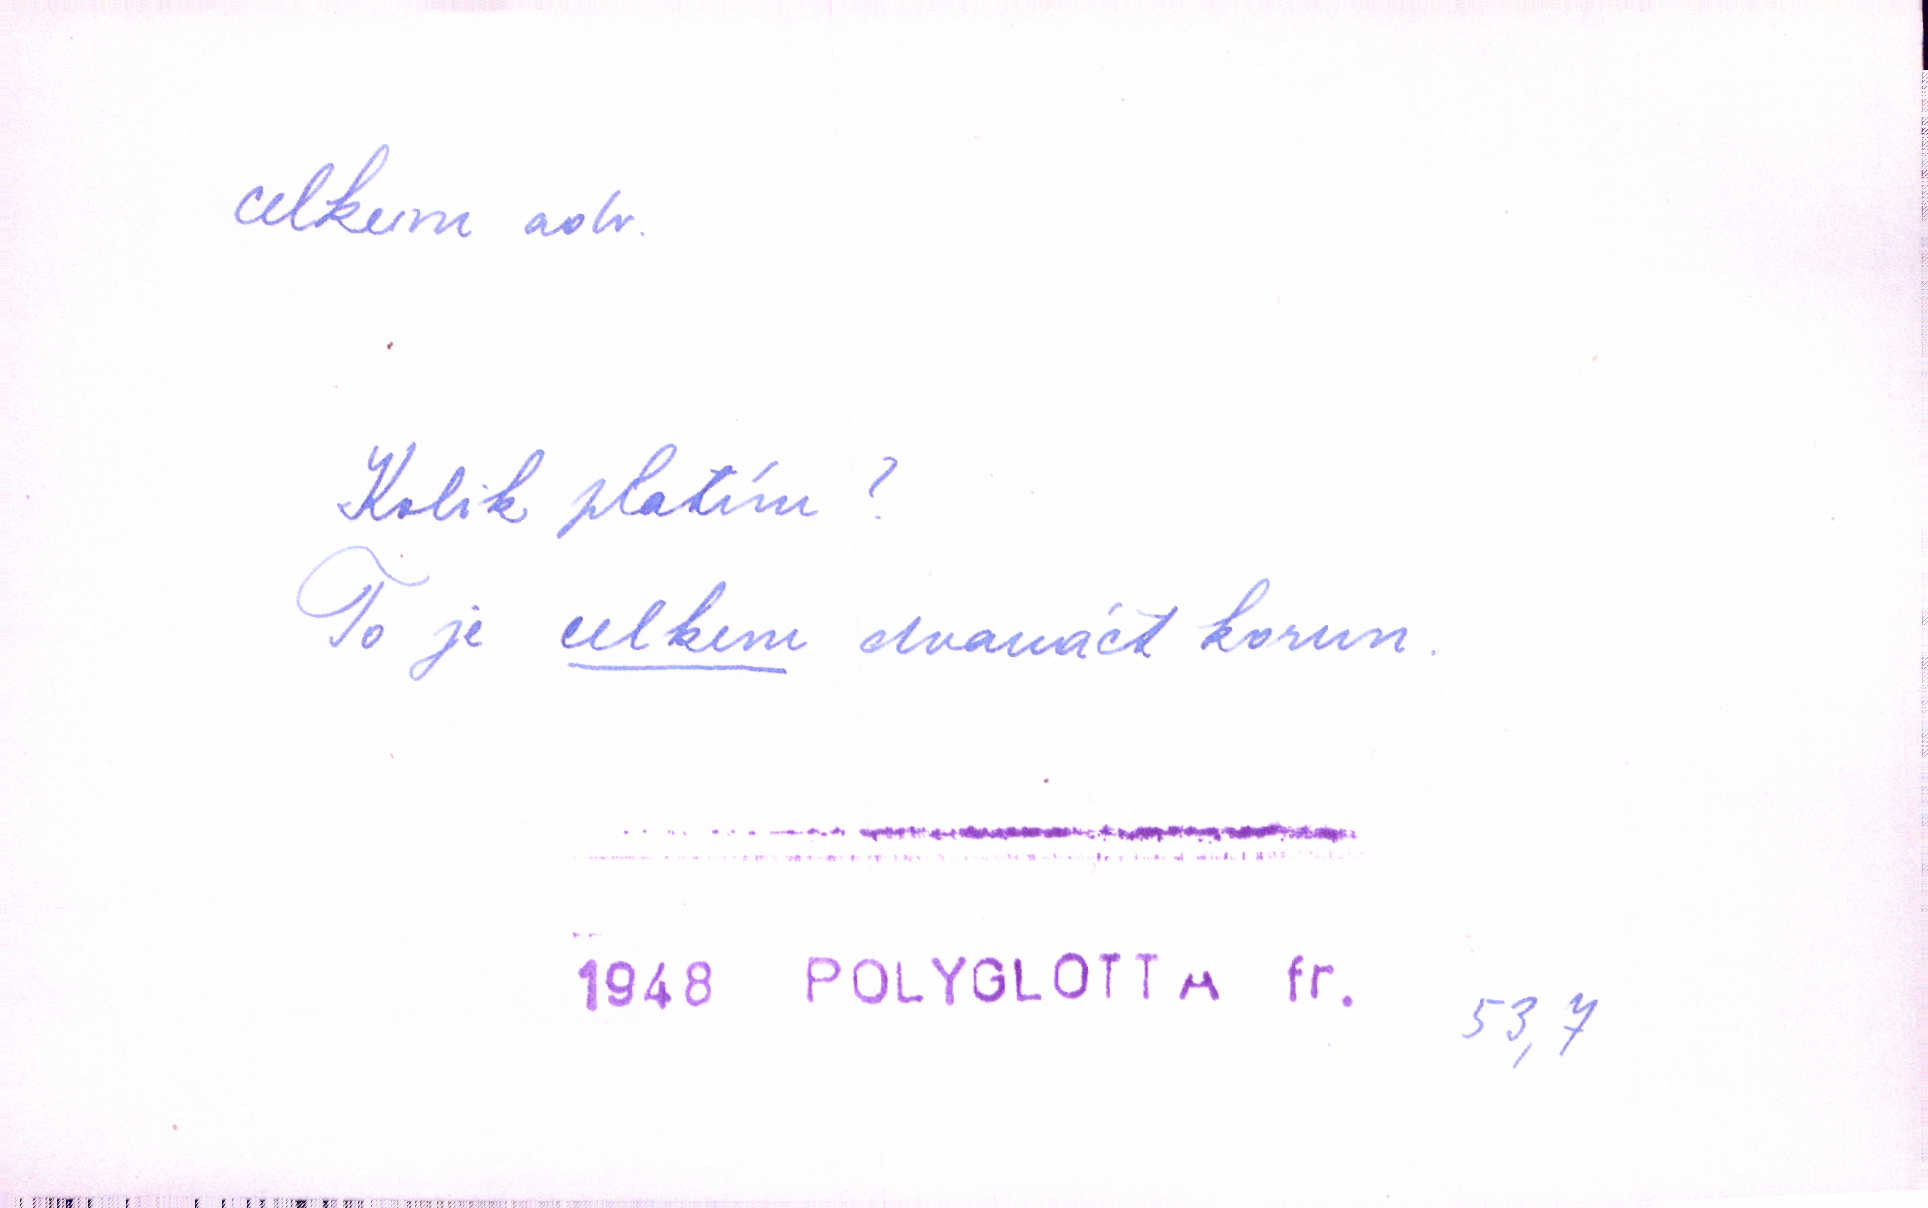 celkem adv.
Kolik platím ?
To je celkem dvanáct korun.
1948 POLYGLOTTA fr.
53,7